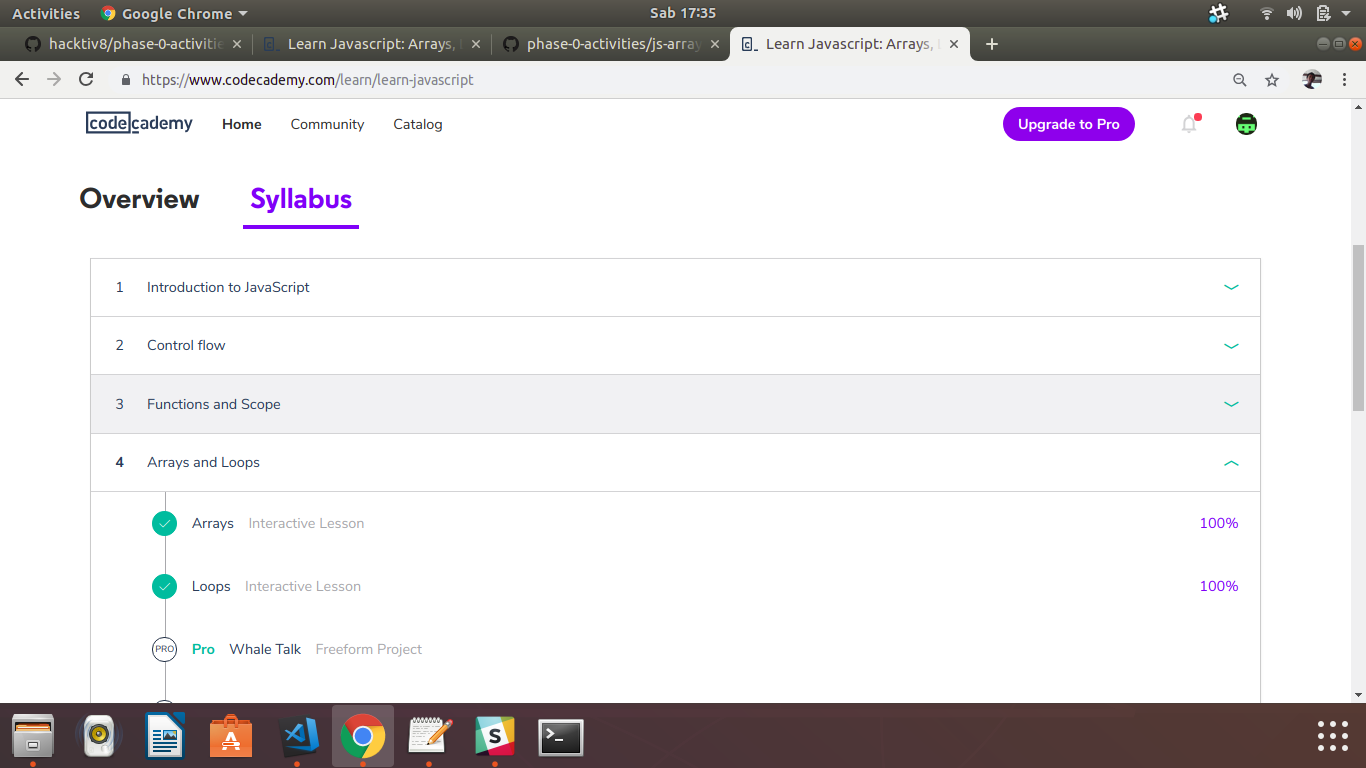 Activities Google Chrome Sab 17:35
hacktiv8/phase-0-activitie Learn Javascript: Arrays, phase-0-activities/js-array Learn Javascript: Arrays,
https://www.codecademy.com/learn/learn-javascript
codecademy Home Community Catalog Upgrade to Pro
Overview Syllabus
1 Introduction to JavaScript
2 Control flow
3 Functions and Scope
4 Arrays and Loops
Arrays Interactive Lesson 100%
Loops Interactive Lesson 100%
PRO Pro Whale Talk Freeform Project